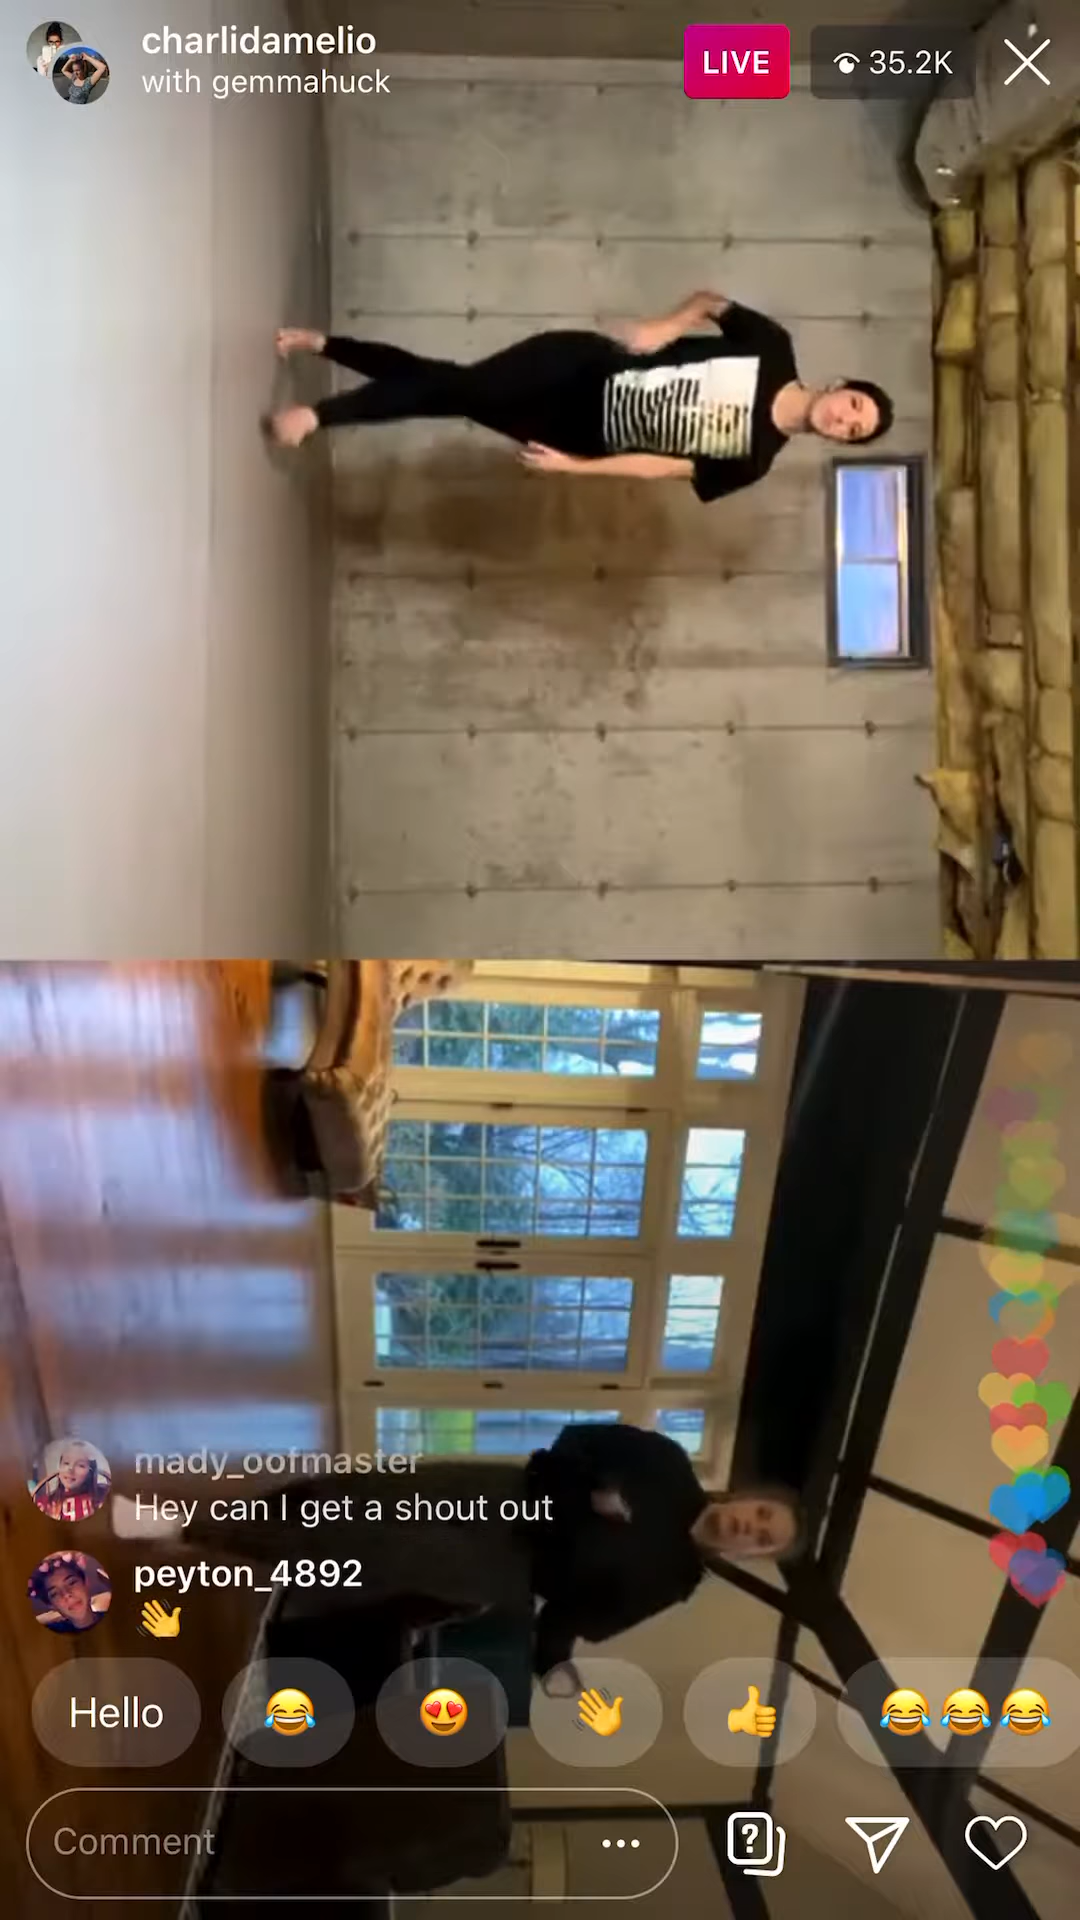 charlidamelio
with gemmahuck
LIVE
35.2K
mady_oofmaster
Hey can I get a shout out
peyton_4892
👋
Hello
😂
😍
👋
👍
😂😂😂
Comment